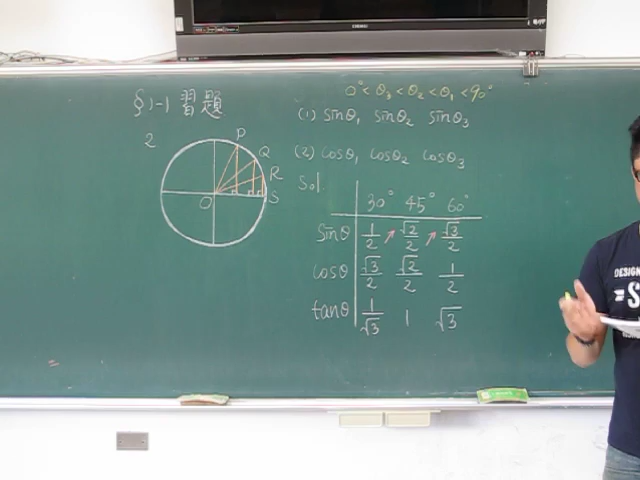 §1-1 習題
2
P
Q
R
S
O
0° < θ₃ < θ₂ < θ₁ < 90°
(1) sinθ₁ sinθ₂ sinθ₃
(2) cosθ₁ cosθ₂ cosθ₃
Sol
30° 45° 60°
sinθ 1/2 ↗ √2/2 ↗ √3/2
cosθ √3/2 √2/2 1/2
tanθ 1/√3 1 √3
DESIGN